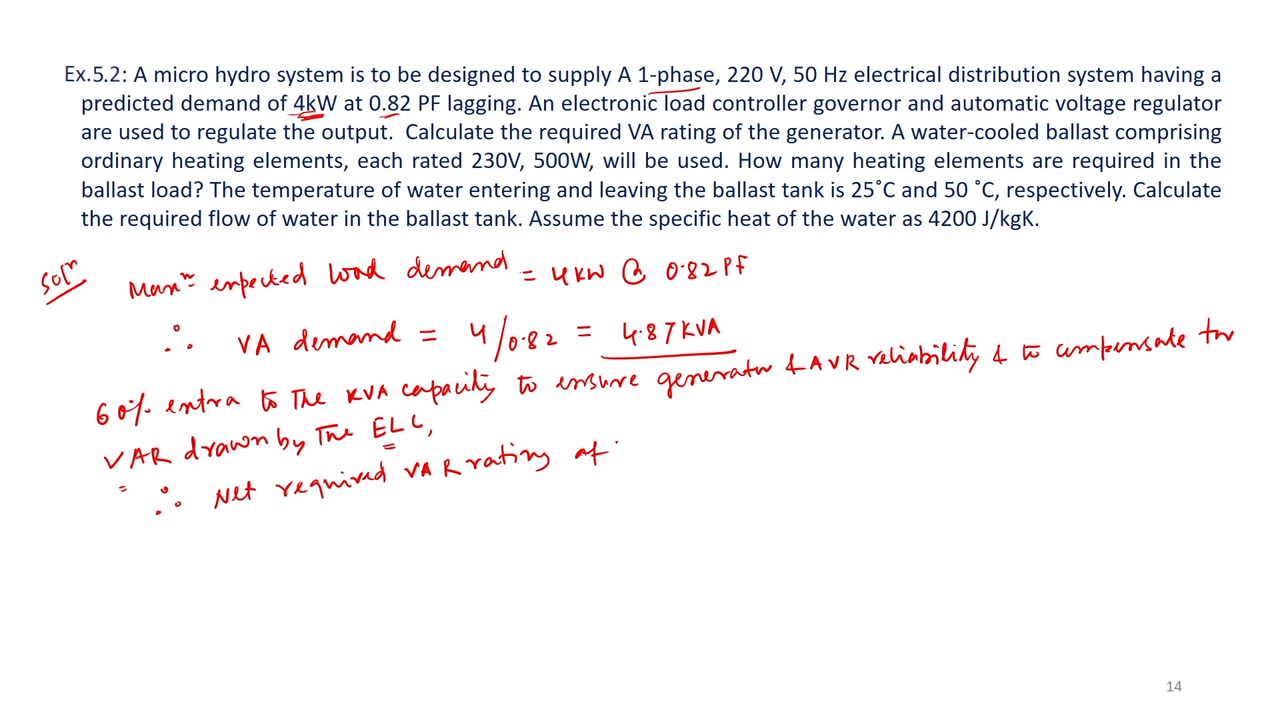 Ex.5.2: A micro hydro system is to be designed to supply A 1-phase, 220 V, 50 Hz electrical distribution system having a
predicted demand of 4kW at 0.82 PF lagging. An electronic load controller governor and automatic voltage regulator
are used to regulate the output. Calculate the required VA rating of the generator. A water-cooled ballast comprising
ordinary heating elements, each rated 230V, 500W, will be used. How many heating elements are required in the
ballast load? The temperature of water entering and leaving the ballast tank is 25˚C and 50 ˚C, respectively. Calculate
the required flow of water in the ballast tank. Assume the specific heat of the water as 4200 J/kgK.
Solⁿ
Maxᵐ expected load demand = 4 KW @ 0.82 PF
∴ VA demand = 4/0.82 = 4.87 KVA
60% extra to the KVA capacity to ensure generator & AVR reliability & to compensate for
VAR drawn by the ELC,
∴ Net required VAR rating of
14